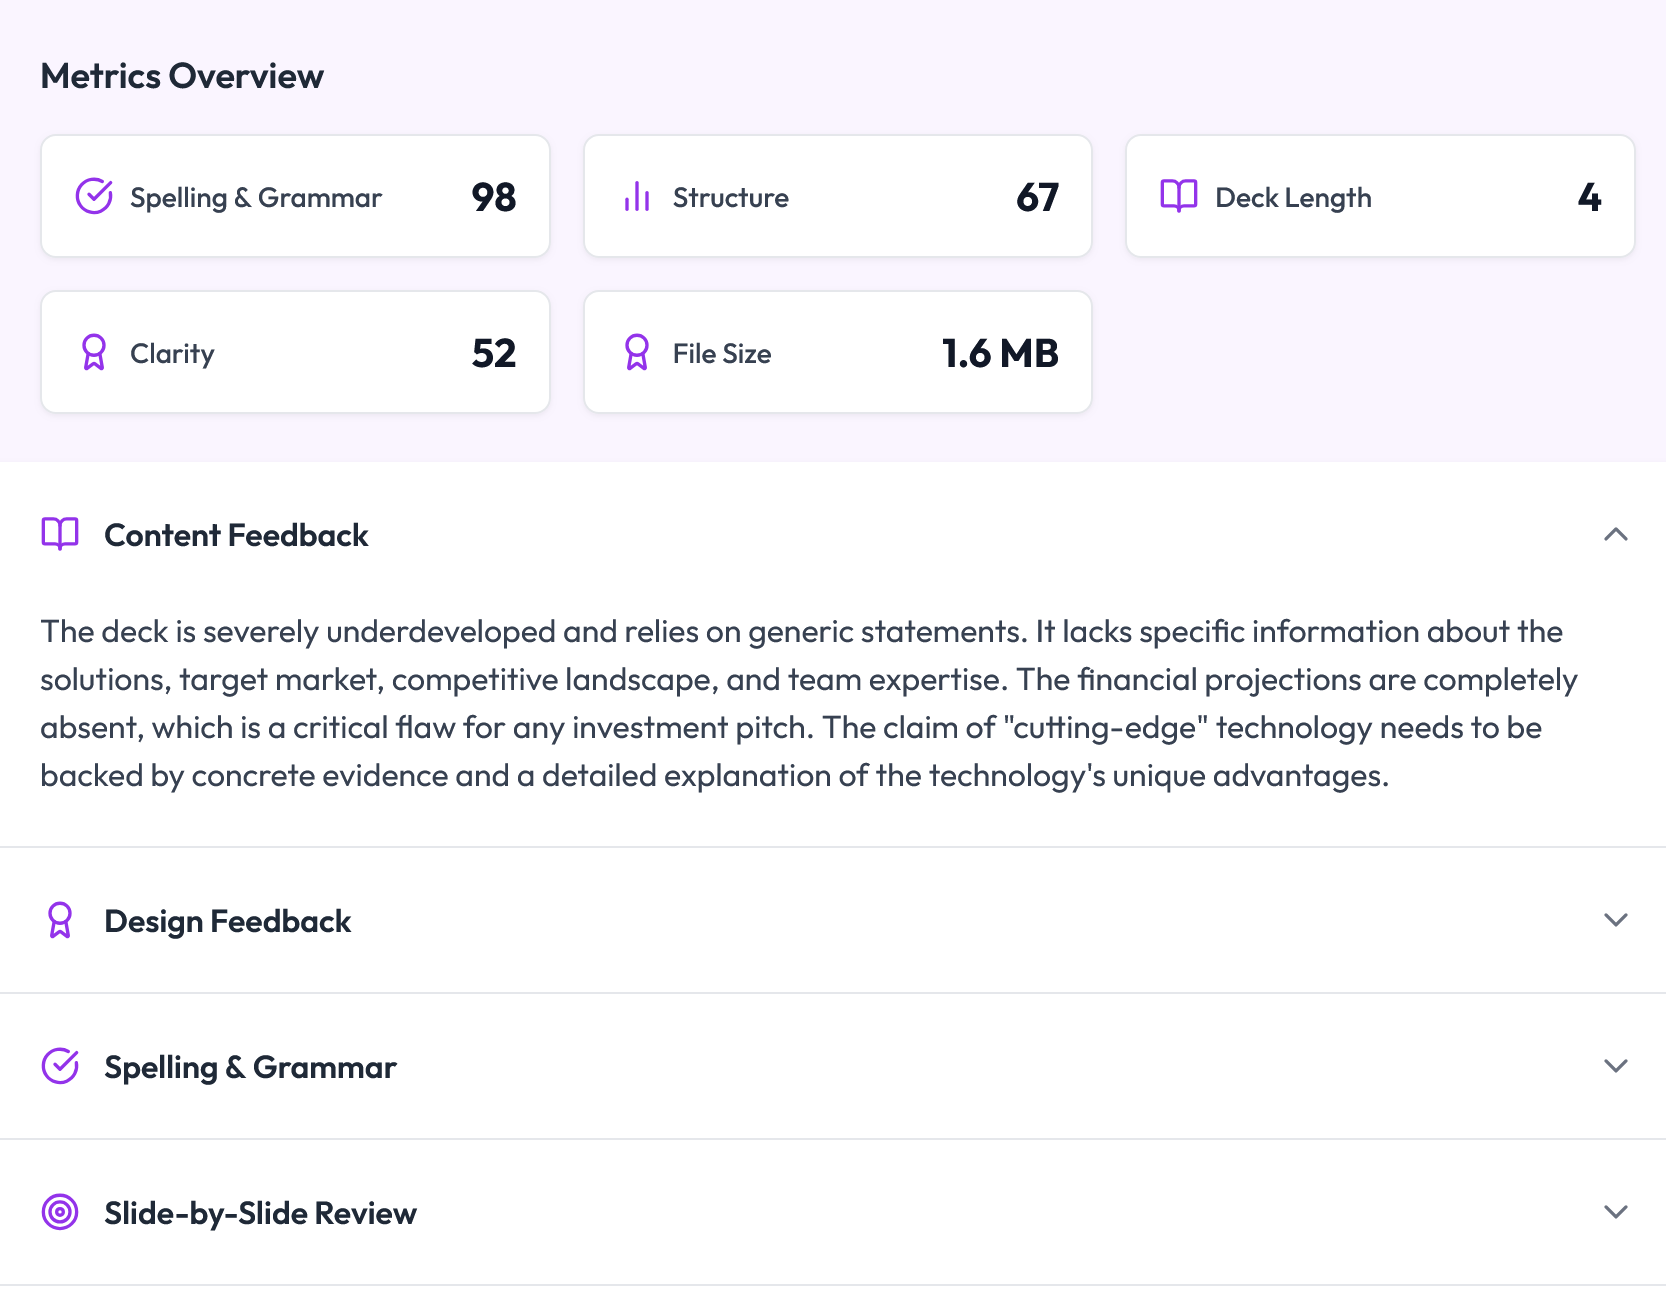 Metrics Overview
Spelling & Grammar 98
Structure 67
Deck Length 4
Clarity 52
File Size 1.6 MB
Content Feedback
The deck is severely underdeveloped and relies on generic statements. It lacks specific information about the
solutions, target market, competitive landscape, and team expertise. The financial projections are completely
absent, which is a critical flaw for any investment pitch. The claim of "cutting-edge" technology needs to be
backed by concrete evidence and a detailed explanation of the technology's unique advantages.
Design Feedback
Spelling & Grammar
Slide-by-Slide Review